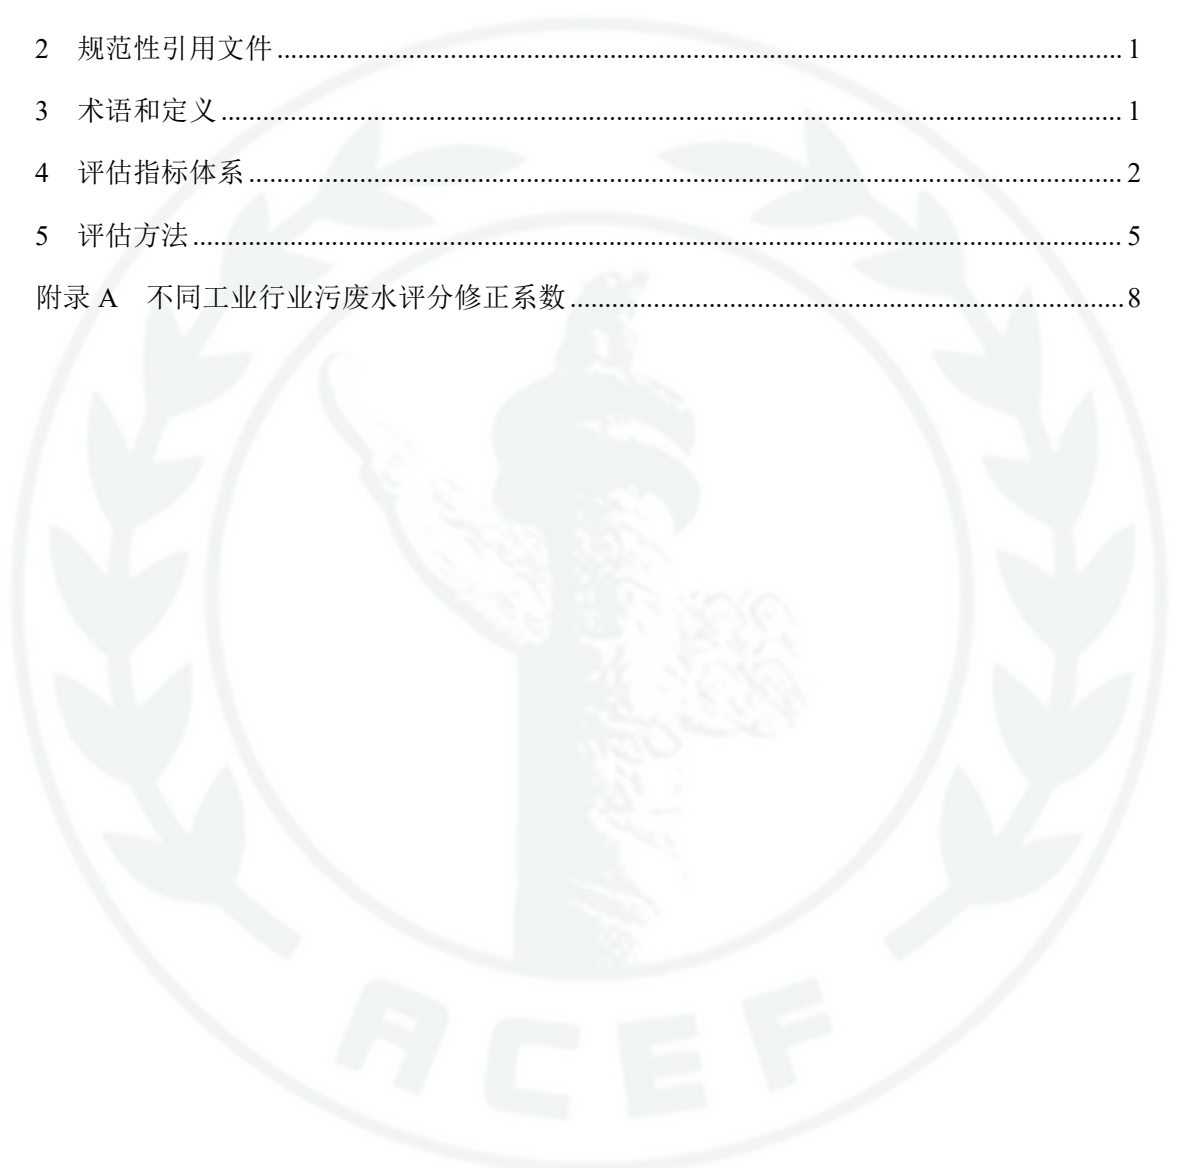 2 规范性引用文件 ........ 1
3 术语和定义 ........ 1
4 评估指标体系 ........ 2
5 评估方法 ........ 5
附录 A 不同工业行业污废水评分修正系数 ........ 8
ACEF